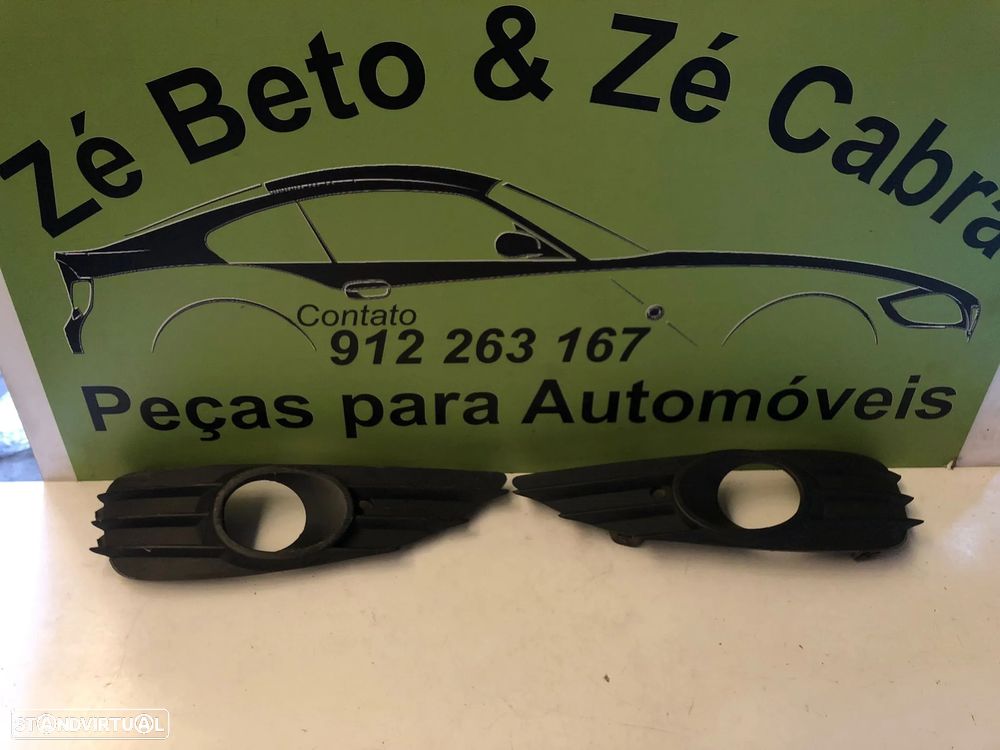 Zé Beto & Zé Cabra
Contato
912 263 167
Peças para Automóveis
STANDVIRTUAL